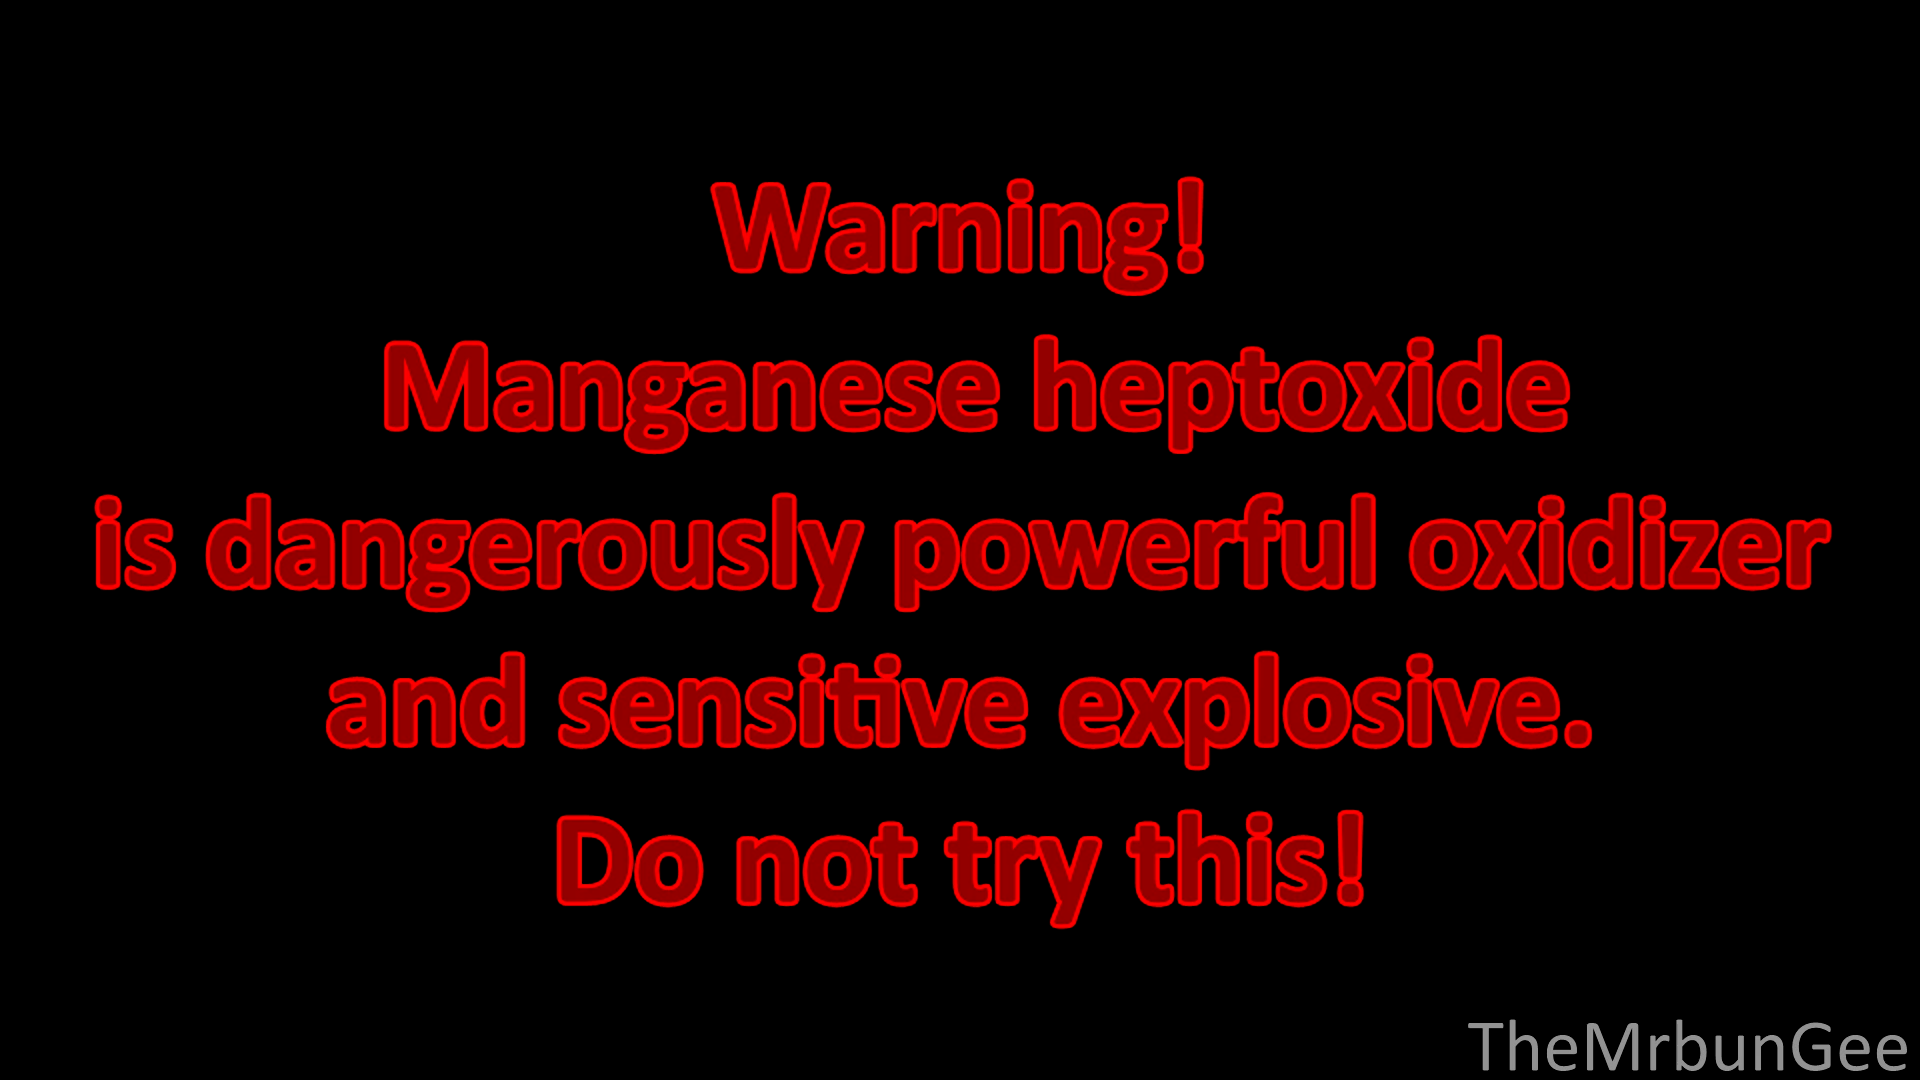 Warning!
Manganese heptoxide
is dangerously powerful oxidizer
and sensitive explosive.
Do not try this!
TheMrbunGee